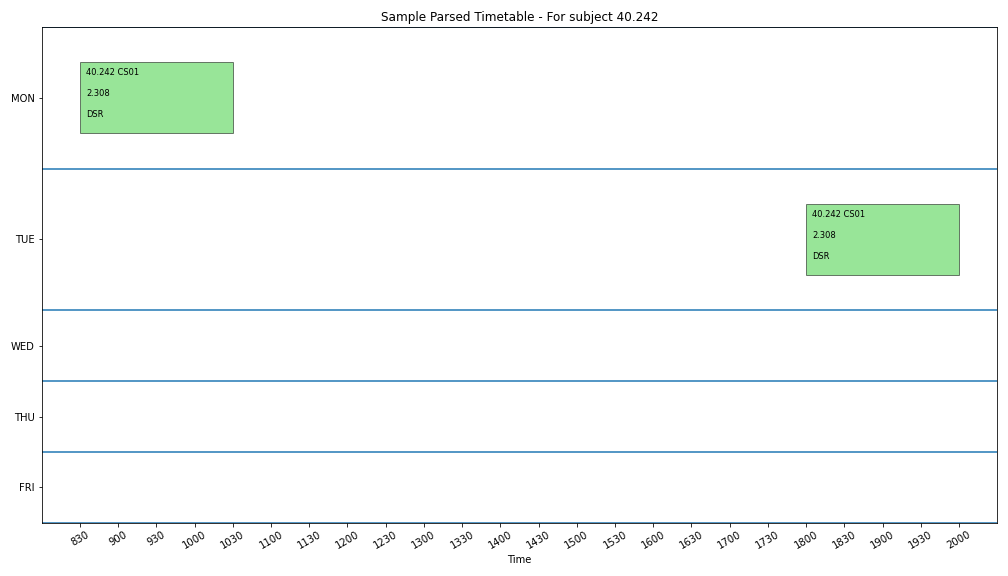 Sample Parsed Timetable - For subject 40.242
MON
40.242 CS01
2.308
DSR
TUE
40.242 CS01
2.308
DSR
WED
THU
FRI
830 900 930 1000 1030 1100 1130 1200 1230 1300 1330 1400 1430 1500 1530 1600 1630 1700 1730 1800 1830 1900 1930 2000
Time